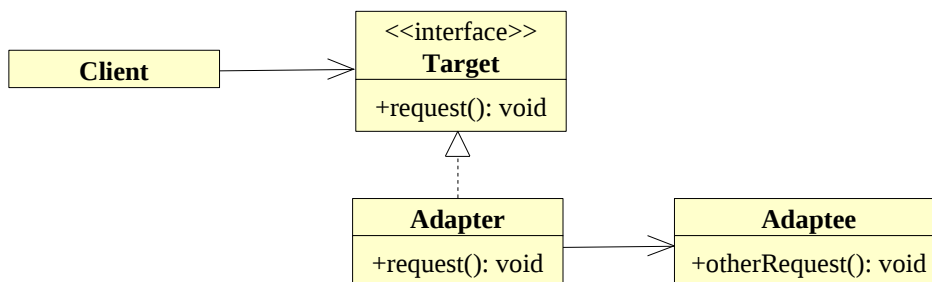 <<interface>>
Client
Target
+request(): void
Adapter
+request(): void
Adaptee
+otherRequest(): void